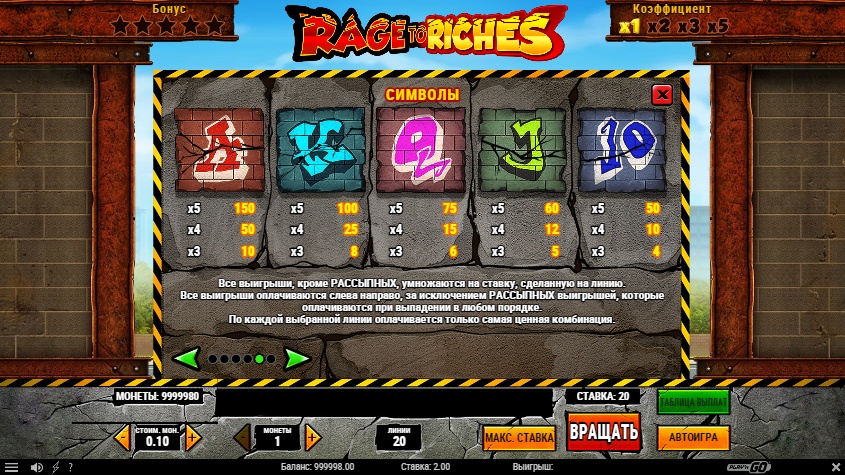 Бонус
RAGE TO RICHES
Коэффициент
x1 x2 x3 x5
СИМВОЛЫ
A K Q J 10
x5 150 x5 100 x5 75 x5 60 x5 50
x4 50 x4 25 x4 15 x4 12 x4 10
x3 10 x3 8 x3 6 x3 5 x3 4
Все выигрыши, кроме РАССЫПНЫХ, умножаются на ставку, сделанную на линию.
Все выигрыши оплачиваются слева направо, за исключением РАССЫПНЫХ выигрышей, которые
оплачиваются при выпадении в любом порядке.
По каждой выбранной линии оплачивается только самая ценная комбинация.
МОНЕТЫ: 9999980
СТАВКА: 20
ТАБЛИЦА ВЫПЛАТ
СТОИМ. МОН.
- 0.10 +
МОНЕТЫ
- 1 +
ЛИНИИ
20
МАКС. СТАВКА
ВРАЩАТЬ
АВТОИГРА
? Баланс: 999998.00 Ставка: 2.00 Выигрыш: PLAY'N GO